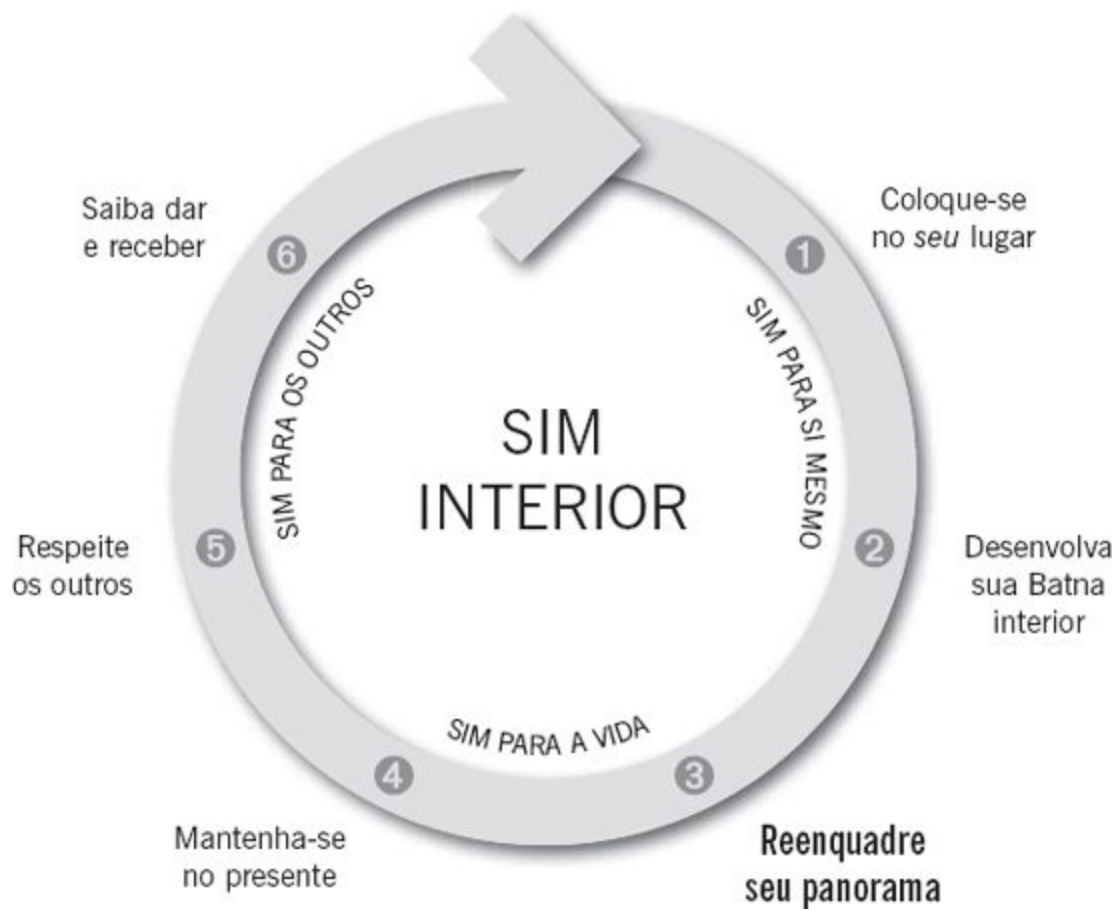 SIM
INTERIOR
SIM PARA SI MESMO
SIM PARA A VIDA
SIM PARA OS OUTROS
1
Coloque-se
no seu lugar
2
Desenvolva
sua Batna
interior
3
Reenquadre
seu panorama
4
Mantenha-se
no presente
5
Respeite
os outros
6
Saiba dar
e receber